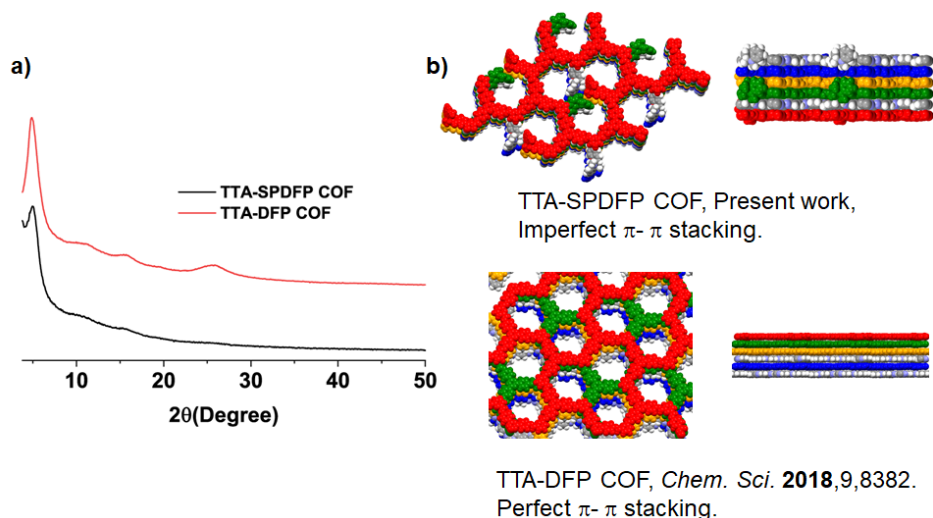 a)
TTA-SPDFP COF
TTA-DFP COF
10
20
30
40
50
2θ(Degree)
b)
TTA-SPDFP COF, Present work,
Imperfect π- π stacking.
TTA-DFP COF, Chem. Sci. 2018,9,8382.
Perfect π- π stacking.